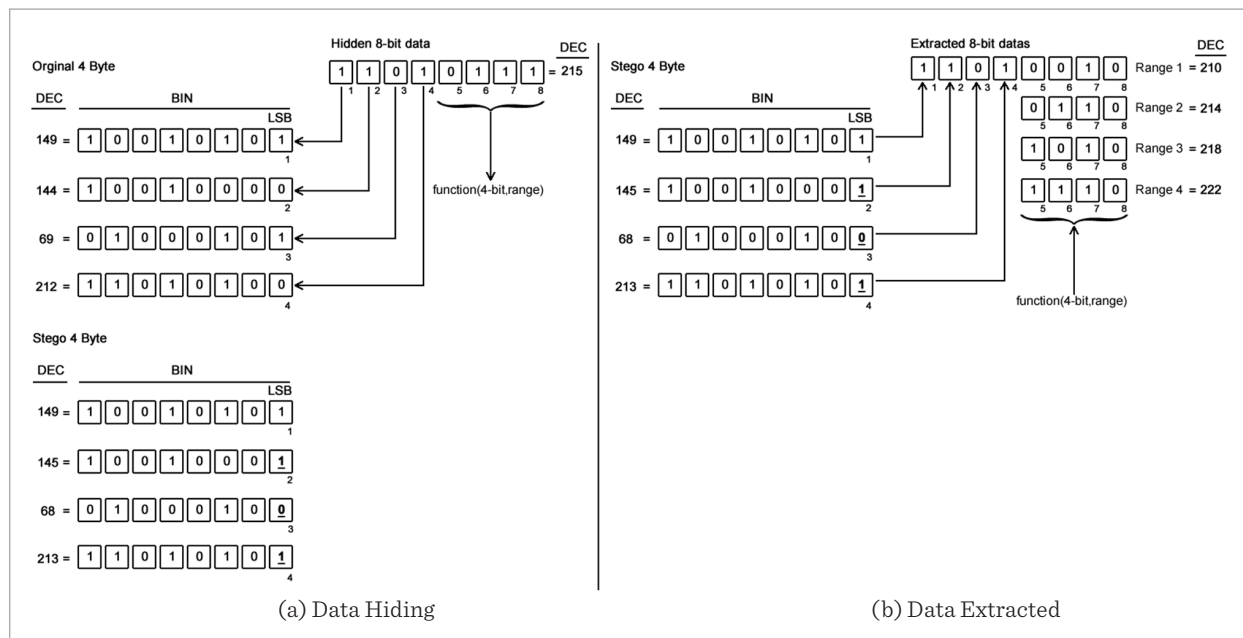 Hidden 8-bit data
DEC
Orginal 4 Byte
1 1 0 1 0 1 1 1 = 215
1 2 3 4 5 6 7 8
DEC BIN
LSB
149 = 1 0 0 1 0 1 0 1
1
144 = 1 0 0 1 0 0 0 0
2
function(4-bit,range)
69 = 0 1 0 0 0 1 0 1
3
212 = 1 1 0 1 0 1 0 0
4
Stego 4 Byte
DEC BIN
LSB
149 = 1 0 0 1 0 1 0 1
1
145 = 1 0 0 1 0 0 0 1
2
68 = 0 1 0 0 0 1 0 0
3
213 = 1 1 0 1 0 1 0 1
4
(a) Data Hiding
Extracted 8-bit datas
DEC
Stego 4 Byte
1 1 0 1 0 0 1 0 Range 1 = 210
1 2 3 4 5 6 7 8
DEC BIN
0 1 1 0 Range 2 = 214
5 6 7 8
LSB
149 = 1 0 0 1 0 1 0 1
1
1 0 1 0 Range 3 = 218
5 6 7 8
145 = 1 0 0 1 0 0 0 1
2
1 1 1 0 Range 4 = 222
5 6 7 8
68 = 0 1 0 0 0 1 0 0
3
213 = 1 1 0 1 0 1 0 1
4
function(4-bit,range)
(b) Data Extracted